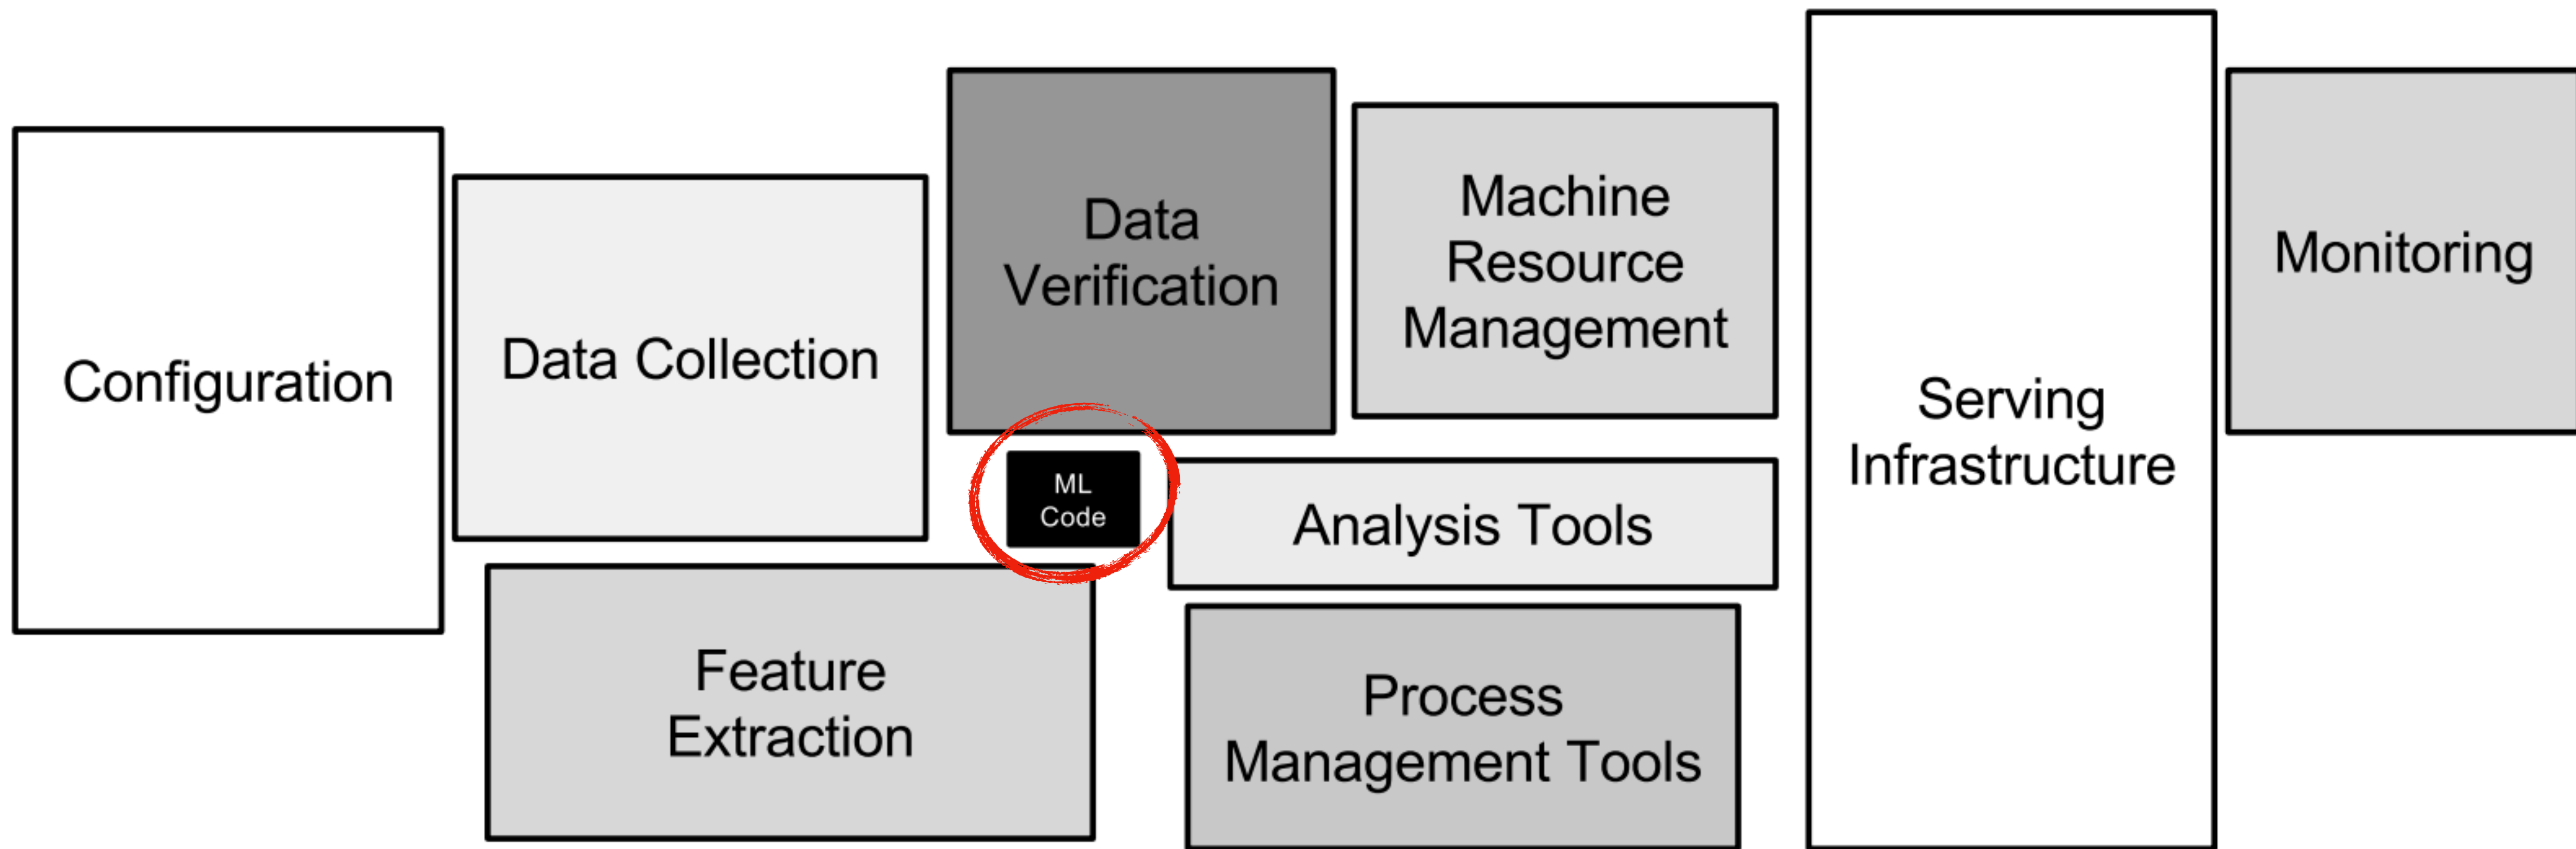 Configuration
Data Collection
Data
Verification
Machine
Resource
Management
Monitoring
Serving
Infrastructure
ML
Code
Analysis Tools
Feature
Extraction
Process
Management Tools